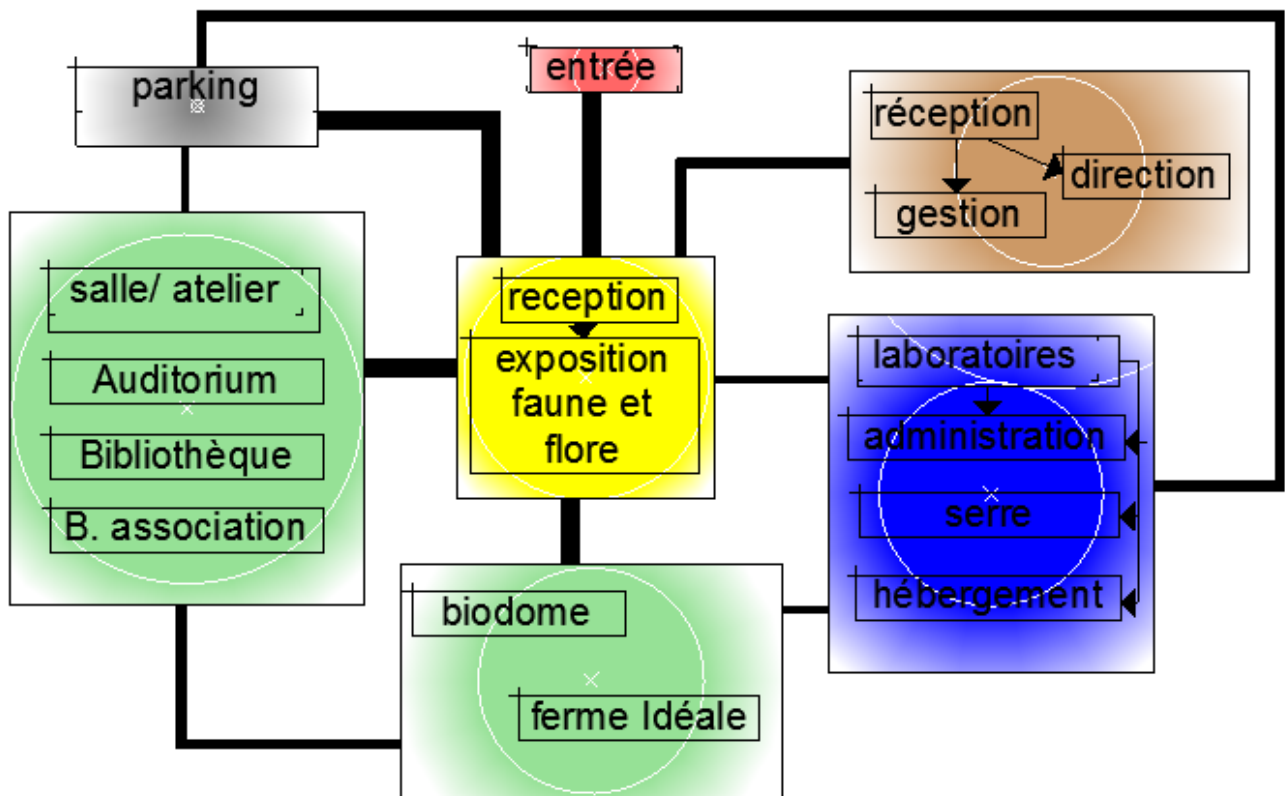 parking
entrée
réception
direction
gestion
salle/ atelier
Auditorium
Bibliothèque
B. association
reception
exposition
faune et
flore
laboratoires
administration
serre
hébergement
biodome
ferme Idéale